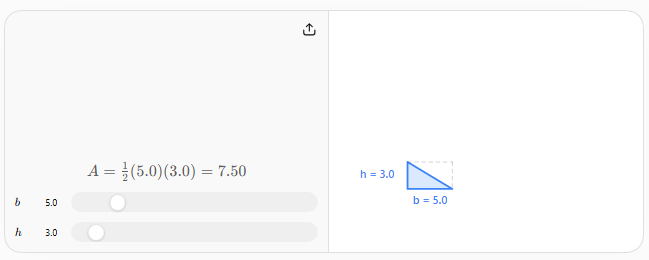 A = 1/2(5.0)(3.0) = 7.50
h = 3.0
b 5.0
b = 5.0
h 3.0